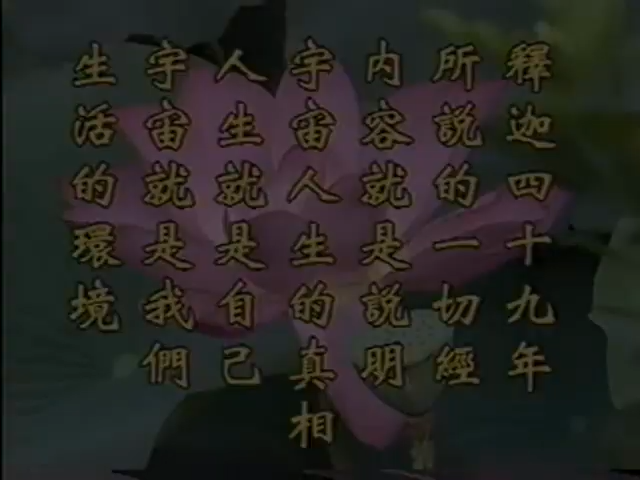 釋迦四十九年
所說的一切經
內容就是說明
宇宙人生的真相
人生就是自己
宇宙就是我們
生活的環境